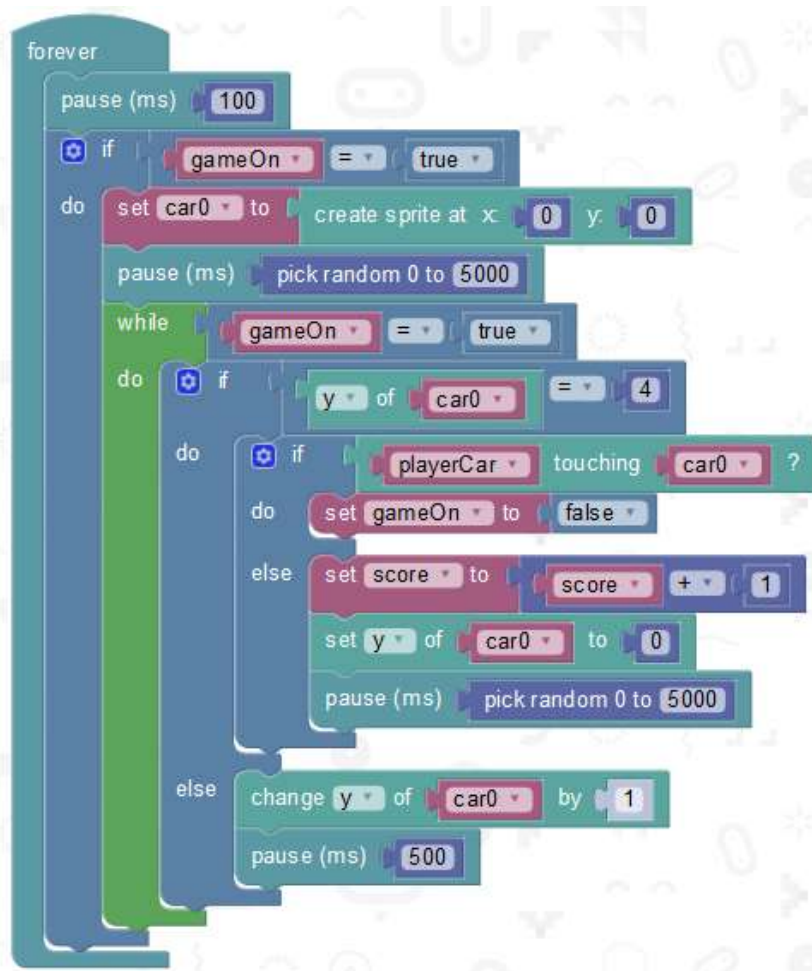 forever
pause (ms) 100
if gameOn = true
do set car0 to create sprite at x: 0 y: 0
pause (ms) pick random 0 to 5000
while gameOn = true
do if y of car0 = 4
do if playerCar touching car0 ?
do set gameOn to false
else set score to score + 1
set y of car0 to 0
pause (ms) pick random 0 to 5000
else change y of car0 by 1
pause (ms) 500